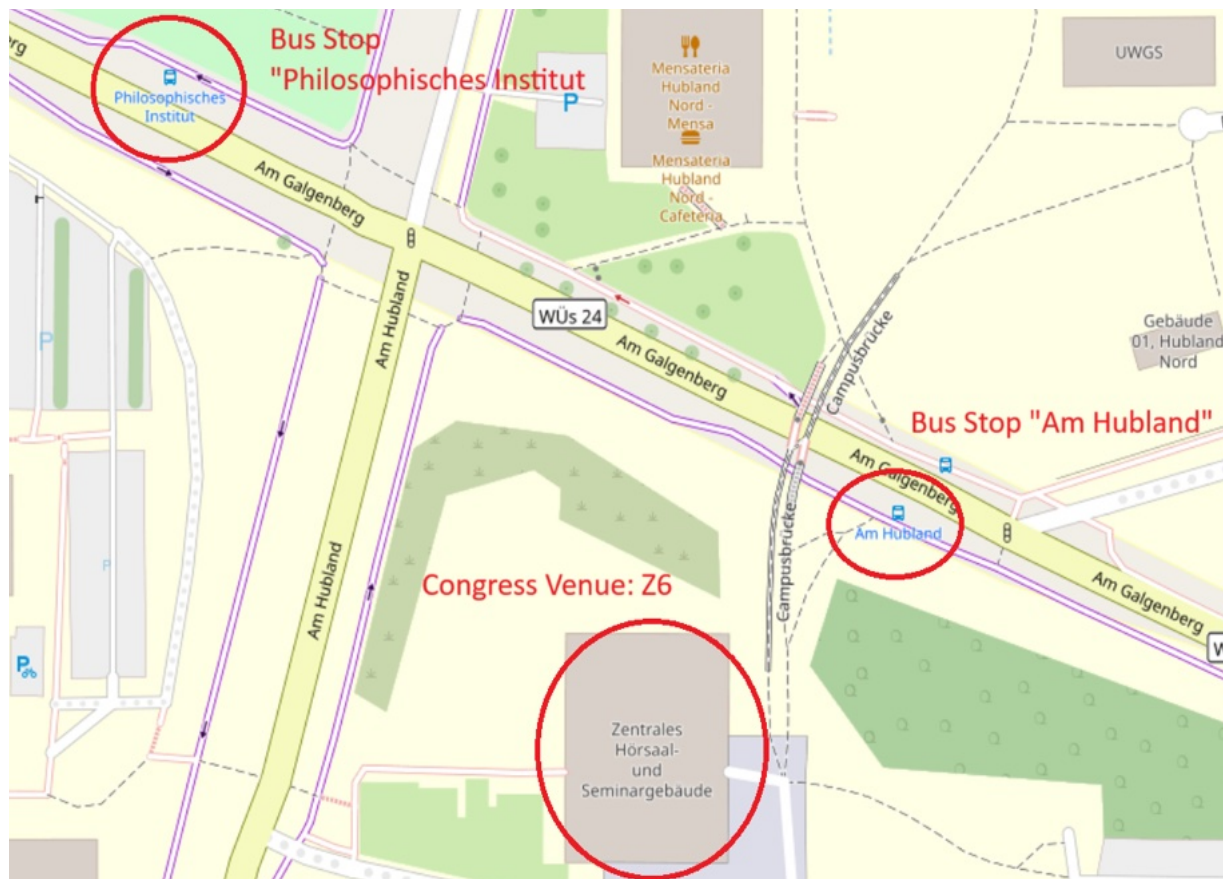 erg
Bus Stop
"Philosophisches Institut
Philosophisches
Institut
P
Mensateria
Hubland
Nord -
Mensa
Mensateria
Hubland
Nord -
Cafeteria
UWGS
Am Galgenberg
WÜs 24
Am Hubland
Am Galgenberg
Campusbrücke
Gebäude
01, Hubland
Nord
P
Bus Stop "Am Hubland"
Am Galgenberg
Am Hubland
Campusbrücke
Am Hubland
P
Congress Venue: Z6
Am Galgenberg
W
P
Zentrales
Hörsaal-
und
Seminargebäude